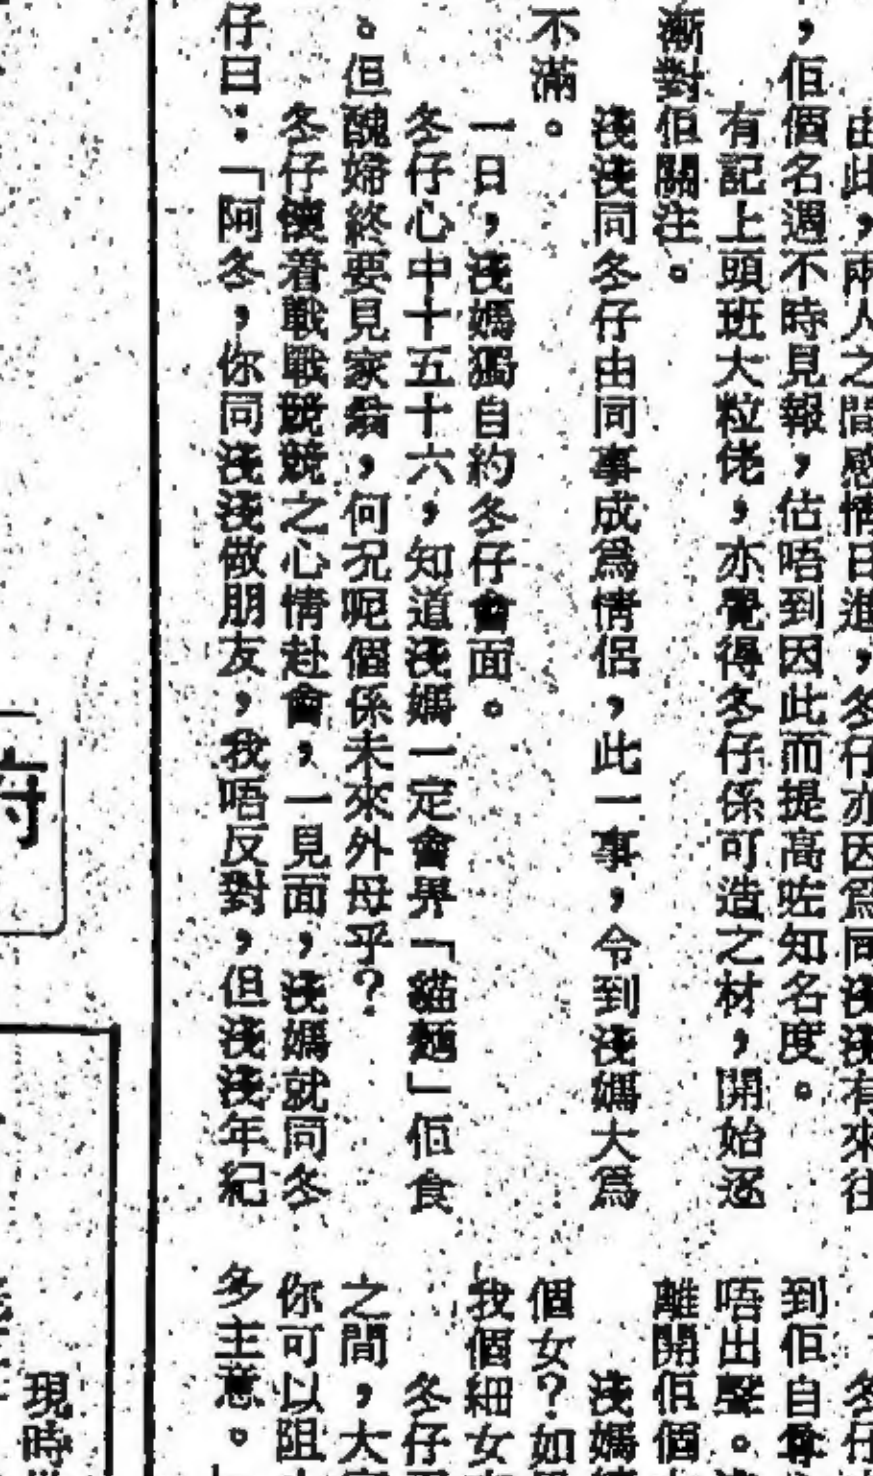 由此，兩人之間感情日進，冬仔亦因爲同淺淺有來往
，佢個名週不時見報，估唔到因此而提高咗知名度。
有記上頭班大粒佬，亦覺得冬仔係可造之材，開始逐
漸對佢關注。
淺淺同冬仔由同事成爲情侶，此一事，令到淺媽大爲
不滿。
一日，淺媽獨自約冬仔會面。
冬仔心中十五十六，知道淺媽一定會畀「貓麵」佢食
。但醜婦終要見家翁，何况呢個係未來外母乎？
冬仔懷着戰戰兢兢之心情赴會，一見面，淺媽就同冬
仔曰：「阿冬，你同淺淺做朋友，我唔反對，但淺淺年紀
冬仔
到佢自奪
唔出聲。
離開佢個
淺媽
個女？如
我個細女
冬仔
之間，大
你可以阻
多主意。
府
現時